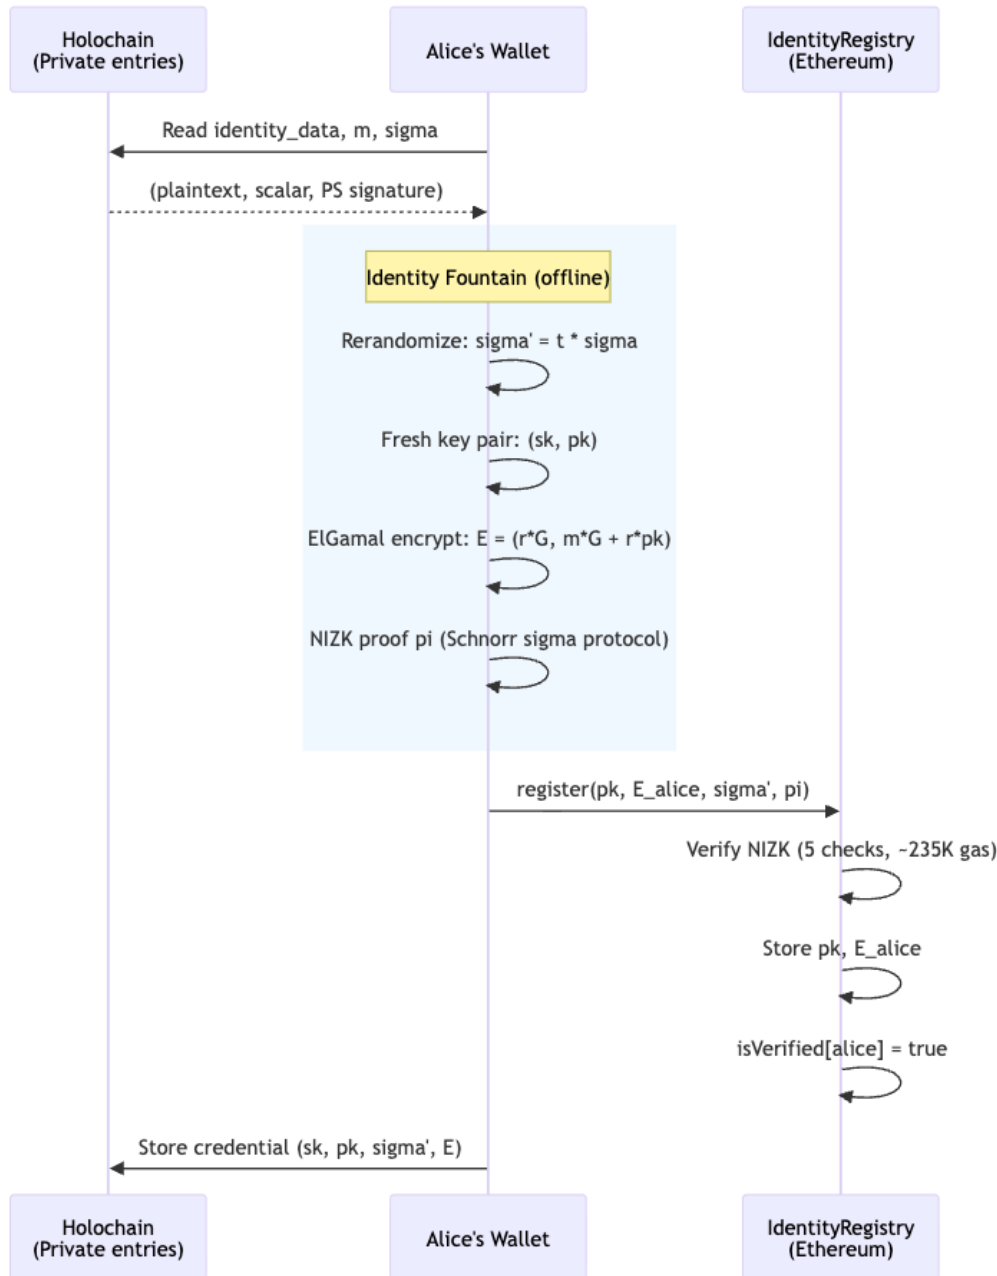 Holochain
(Private entries)
Alice's Wallet
IdentityRegistry
(Ethereum)
Read identity_data, m, sigma
(plaintext, scalar, PS signature)
Identity Fountain (offline)
Rerandomize: sigma' = t * sigma
Fresh key pair: (sk, pk)
ElGamal encrypt: E = (r*G, m*G + r*pk)
NIZK proof pi (Schnorr sigma protocol)
register(pk, E_alice, sigma', pi)
Verify NIZK (5 checks, ~235K gas)
Store pk, E_alice
isVerified[alice] = true
Store credential (sk, pk, sigma', E)
Holochain
(Private entries)
Alice's Wallet
IdentityRegistry
(Ethereum)